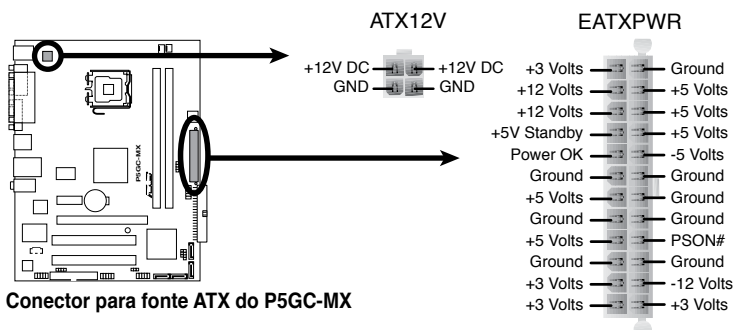 ATX12V
EATXPWR
+12V DC +12V DC
GND GND
+3 Volts Ground
+12 Volts +5 Volts
+12 Volts +5 Volts
+5V Standby +5 Volts
Power OK -5 Volts
Ground Ground
+5 Volts Ground
Ground Ground
+5 Volts PSON#
Ground Ground
+3 Volts -12 Volts
+3 Volts +3 Volts
P5GC-MX
Conector para fonte ATX do P5GC-MX